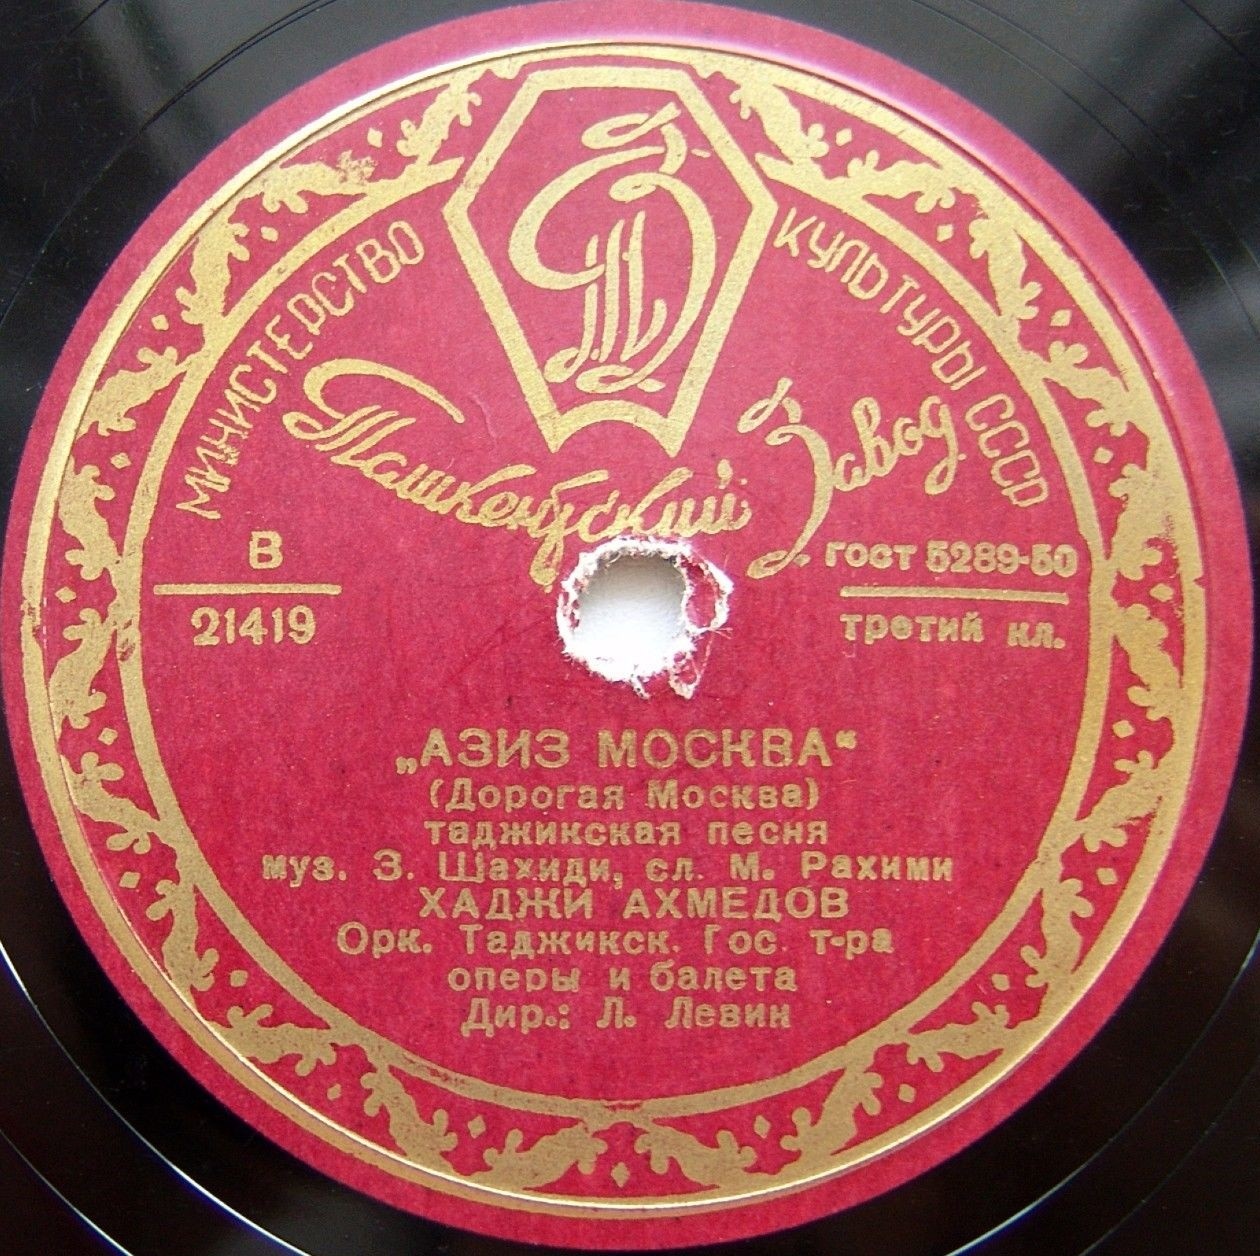 МИНИСТЕРСТВО КУЛЬТУРЫ СССР
Ташкентский Завод
В
21419
ГОСТ 5289-50
третий кл.
„АЗИЗ МОСКВА“
(Дорогая Москва)
таджикская песня
муз. З. Шахиди, сл. М. Рахими
ХАДЖИ АХМЕДОВ
Орк. Таджикск. Гос. т-ра
оперы и балета
Дир.: Л. Левин